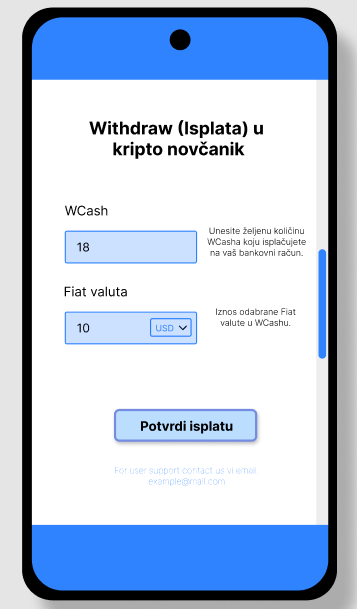 Withdraw (Isplata) u
kripto novčanik
WCash
18
Unesite željenu količinu
WCasha koju isplaćujete
na vaš bankovni račun.
Fiat valuta
10
USD
Iznos odabrane Fiat
valute u WCashu.
Potvrdi isplatu
For user support contact us vi email
example@mail.com